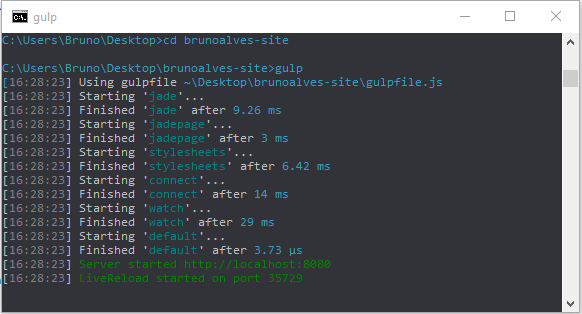 gulp
C:\Users\Bruno\Desktop>cd brunoalves-site
C:\Users\Bruno\Desktop\brunoalves-site>gulp
[16:28:23] Using gulpfile ~\Desktop\brunoalves-site\gulpfile.js
[16:28:23] Starting 'jade'...
[16:28:23] Finished 'jade' after 9.26 ms
[16:28:23] Starting 'jadepage'...
[16:28:23] Finished 'jadepage' after 3 ms
[16:28:23] Starting 'stylesheets'...
[16:28:23] Finished 'stylesheets' after 6.42 ms
[16:28:23] Starting 'connect'...
[16:28:23] Finished 'connect' after 14 ms
[16:28:23] Starting 'watch'...
[16:28:23] Finished 'watch' after 29 ms
[16:28:23] Starting 'default'...
[16:28:23] Finished 'default' after 3.73 μs
[16:28:23] Server started http://localhost:8080
[16:28:23] LiveReload started on port 35729